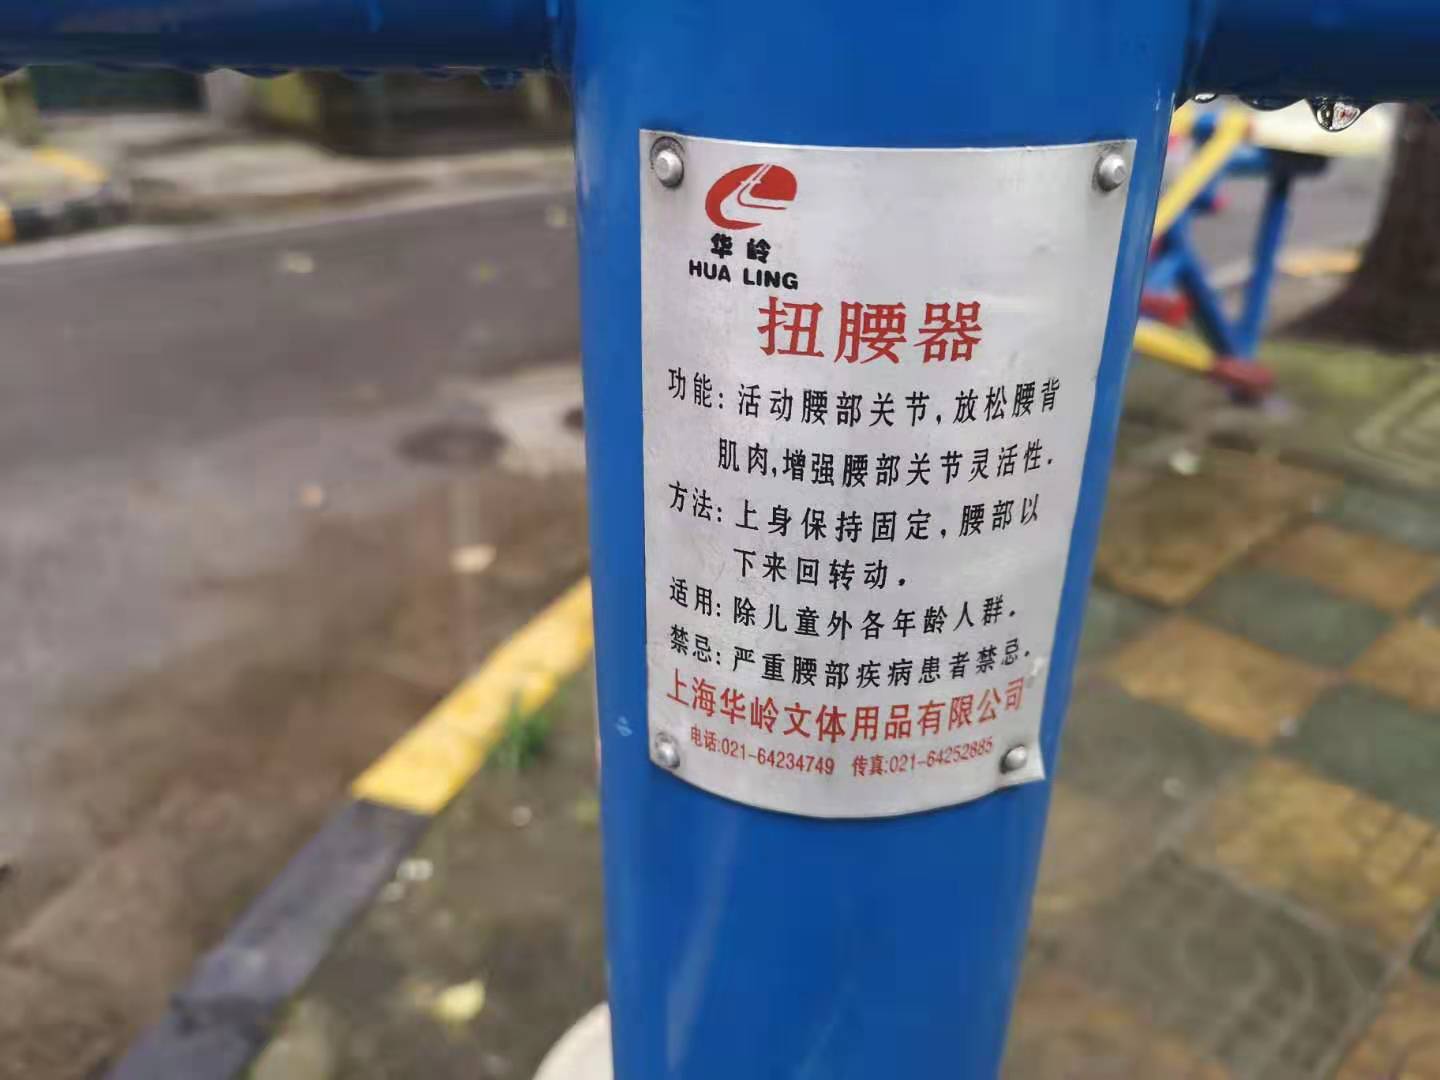 华岭
HUA LING
扭腰器
功能:活动腰部关节,放松腰背
肌肉,增强腰部关节灵活性.
方法:上身保持固定,腰部以
下来回转动.
适用:除儿童外各年龄人群.
禁忌:严重腰部疾病患者禁忌.
上海华岭文体用品有限公司
电话:021-64234749 传真:021-64252885